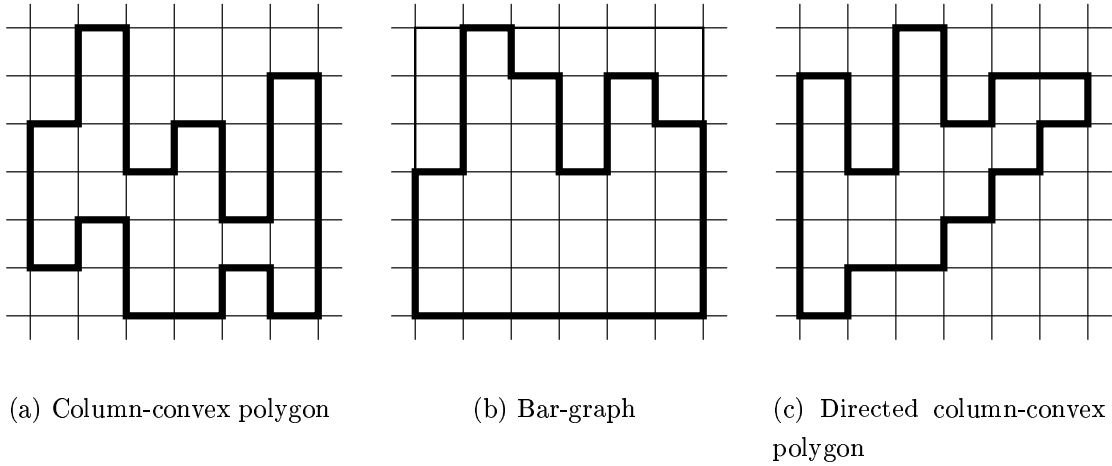 (a) Column-convex polygon
(b) Bar-graph
(c) Directed column-convex
polygon